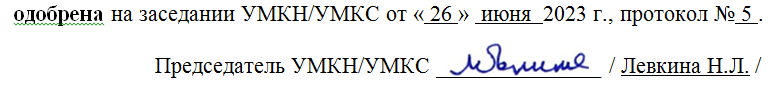 одобрена на заседании УМКН/УМКС от « 26 » июня 2023 г., протокол № 5 .
Председатель УМКН/УМКС / Левкина Н.Л. /